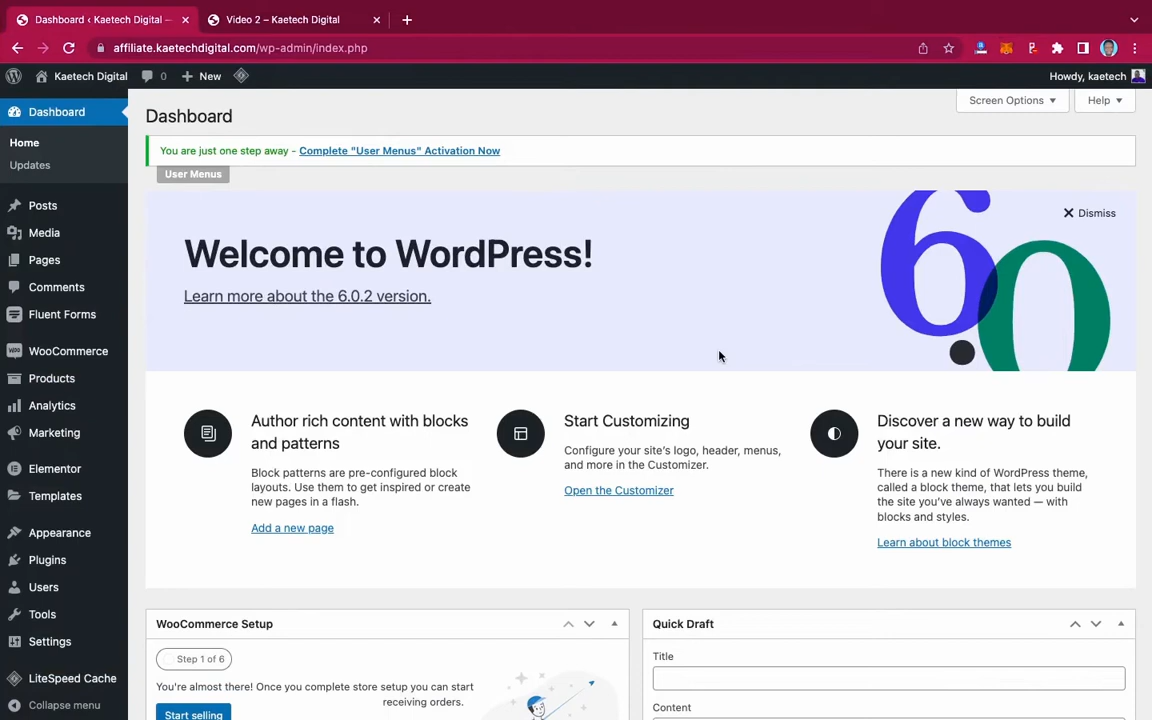 Dashboard ‹ Kaetech Digital —
Video 2 – Kaetech Digital
affiliate.kaetechdigital.com/wp-admin/index.php
Kaetech Digital
0
New
Howdy, kaetech
Dashboard
Home
Updates
Posts
Media
Pages
Comments
Fluent Forms
WooCommerce
Products
Analytics
Marketing
Elementor
Templates
Appearance
Plugins
Users
Tools
Settings
LiteSpeed Cache
Collapse menu
Dashboard
Screen Options
Help
You are just one step away - Complete "User Menus" Activation Now
User Menus
Dismiss
Welcome to WordPress!
Learn more about the 6.0.2 version.
6.0
Author rich content with blocks
and patterns
Block patterns are pre-configured block
layouts. Use them to get inspired or create
new pages in a flash.
Add a new page
Start Customizing
Configure your site's logo, header, menus,
and more in the Customizer.
Open the Customizer
Discover a new way to build
your site.
There is a new kind of WordPress theme,
called a block theme, that lets you build
the site you've always wanted — with
blocks and styles.
Learn about block themes
WooCommerce Setup
Step 1 of 6
You're almost there! Once you complete store setup you can start
receiving orders.
Start selling
Quick Draft
Title
Content